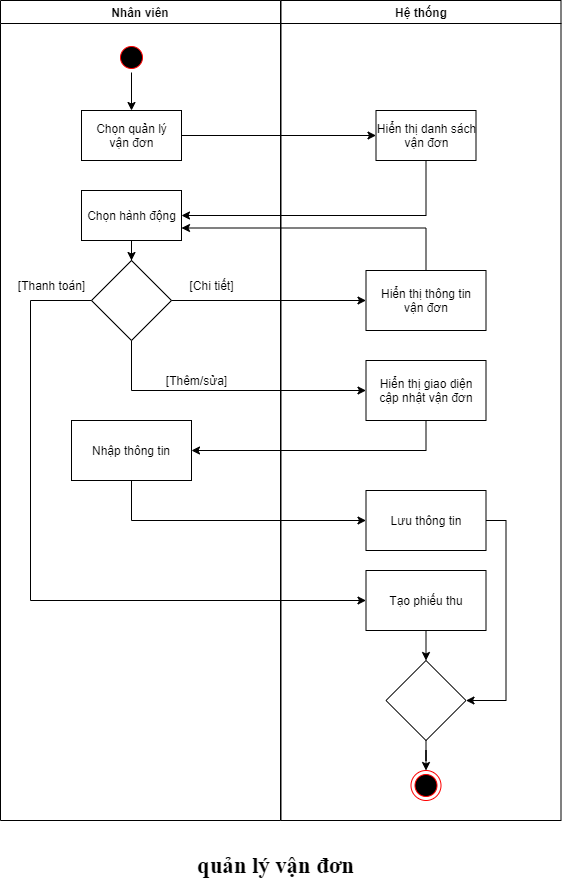 Nhân viên
Hệ thống
Chọn quản lý
vận đơn
Hiển thị danh sách
vận đơn
Chọn hành động
[Thanh toán]
[Chi tiết]
Hiển thị thông tin
vận đơn
[Thêm/sửa]
Hiển thị giao diện
cập nhật vận đơn
Nhập thông tin
Lưu thông tin
Tạo phiếu thu
quản lý vận đơn